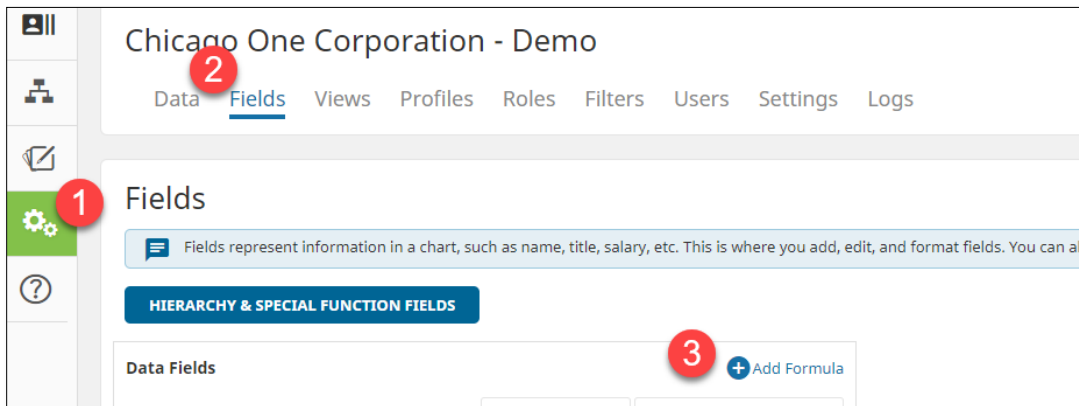 Chicago One Corporation - Demo
2
Data Fields Views Profiles Roles Filters Users Settings Logs
1
Fields
Fields represent information in a chart, such as name, title, salary, etc. This is where you add, edit, and format fields. You can al
HIERARCHY & SPECIAL FUNCTION FIELDS
Data Fields 3 Add Formula